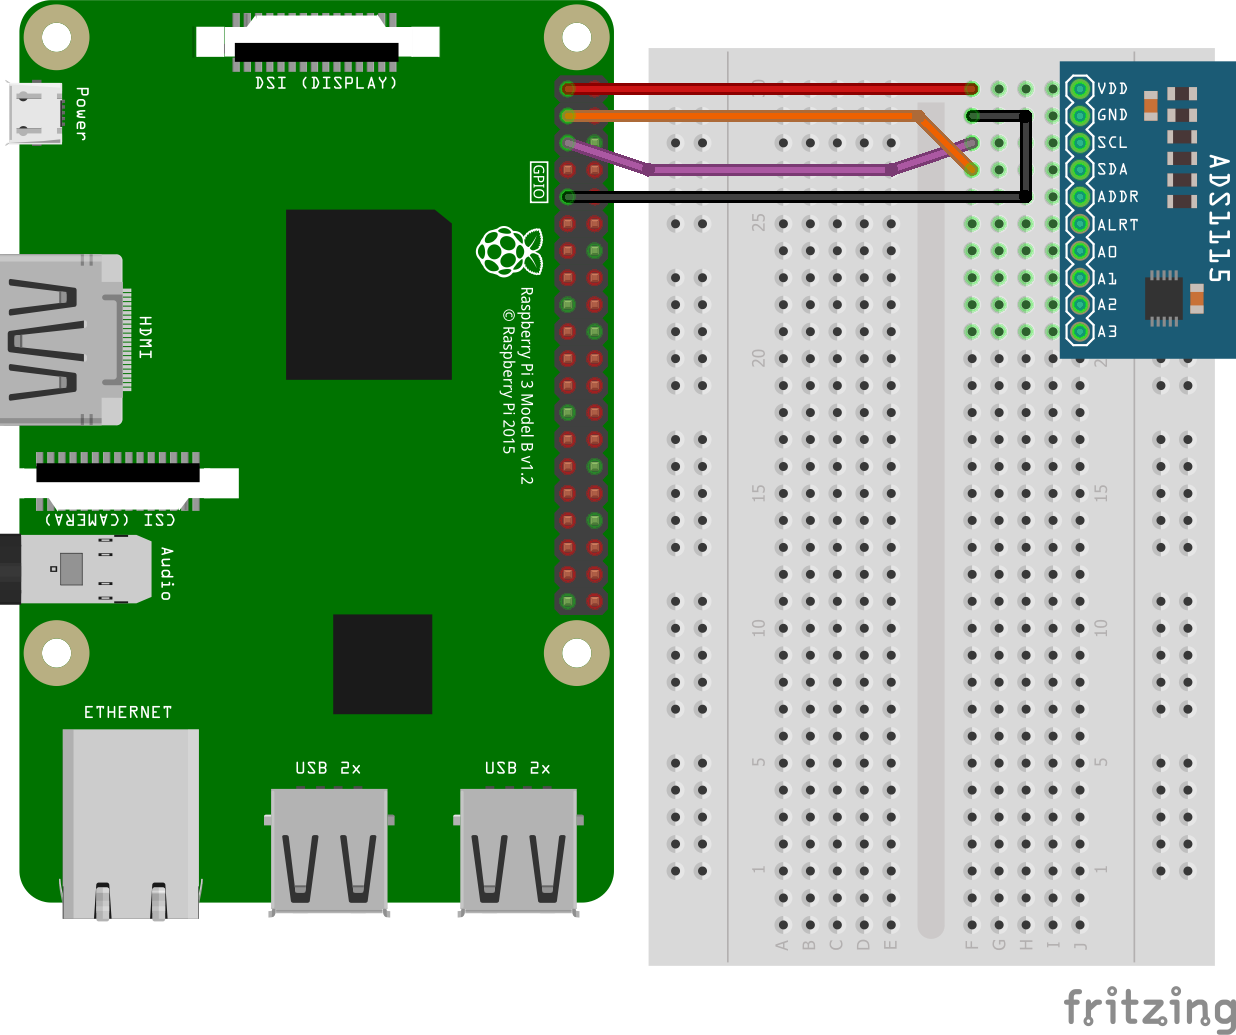 DSI (DISPLAY)
Power
GPIO
HDMI
Raspberry Pi 3 Model B v1.2
© Raspberry Pi 2015
CSI (CAMERA)
Audio
ETHERNET
USB 2x
USB 2x
25
20
15
10
5
1
15
10
5
1
A B C D E F G H I J
VDD
GND
SCL
SDA
ADDR
ALRT
A0
A1
A2
A3
ADS1115
fritzing